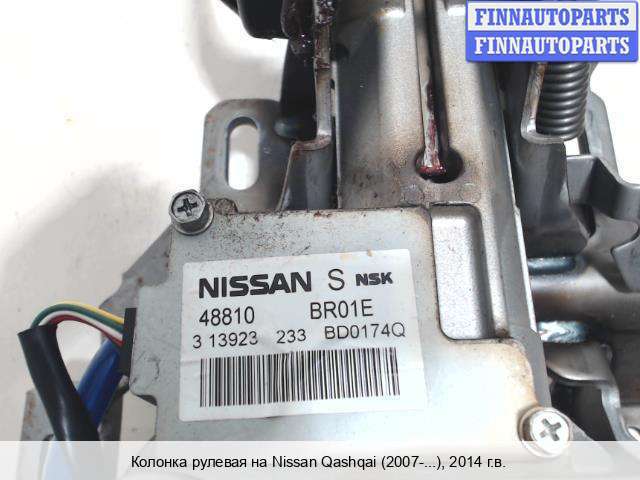 FINNAUTOPARTS
FINNAUTOPARTS
NISSAN S NSK
48810 BR01E
3 13923 233 BD0174Q
Колонка рулевая на Nissan Qashqai (2007-...), 2014 г.в.